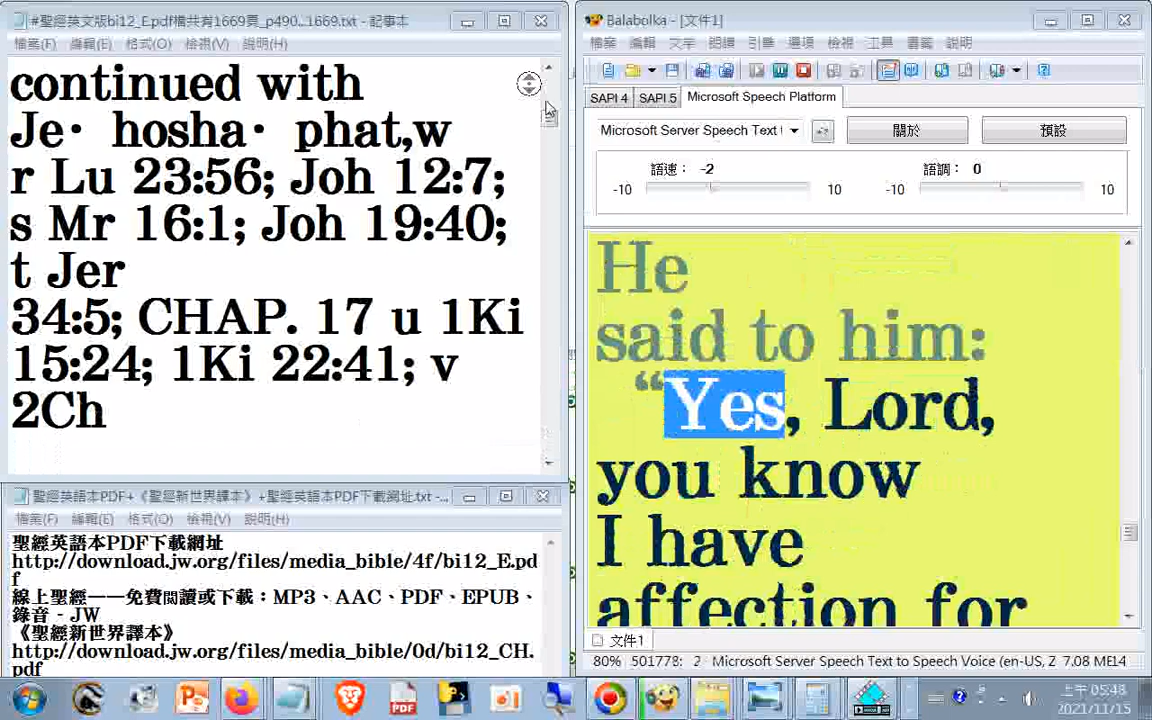 #聖經英文版bi12_E.pdf檔共有1669頁_p490...1669.txt - 記事本
檔案(F) 編輯(E) 格式(O) 檢視(V) 說明(H)
continued with
Je· hosha· phat,w
r Lu 23:56; Joh 12:7;
s Mr 16:1; Joh 19:40;
t Jer
34:5; CHAP. 17 u 1Ki
15:24; 1Ki 22:41; v
2Ch
聖經英語本PDF+《聖經新世界譯本》+聖經英語本PDF下載網址.txt - ...
檔案(F) 編輯(E) 格式(O) 檢視(V) 說明(H)
聖經英語本PDF下載網址
http://download.jw.org/files/media_bible/4f/bi12_E.pd
f
線上聖經——免費閱讀或下載：MP3、AAC、PDF、EPUB、
錄音 - JW
《聖經新世界譯本》
http://download.jw.org/files/media_bible/0d/bi12_CH.
pdf
Balabolka - [文件1]
檔案 編輯 文字 朗讀 引擎 選項 檢視 工具 書籤 說明
SAPI 4 SAPI 5 Microsoft Speech Platform
Microsoft Server Speech Text 關於 預設
語速： -2 語調： 0
-10 10 -10 10
He
said to him:
“Yes, Lord,
you know
I have
affection for
文件1
80% 501778: 2 Microsoft Server Speech Text to Speech Voice (en-US, Z 7.08 ME14
PDF
上午 05:48
2021/11/15